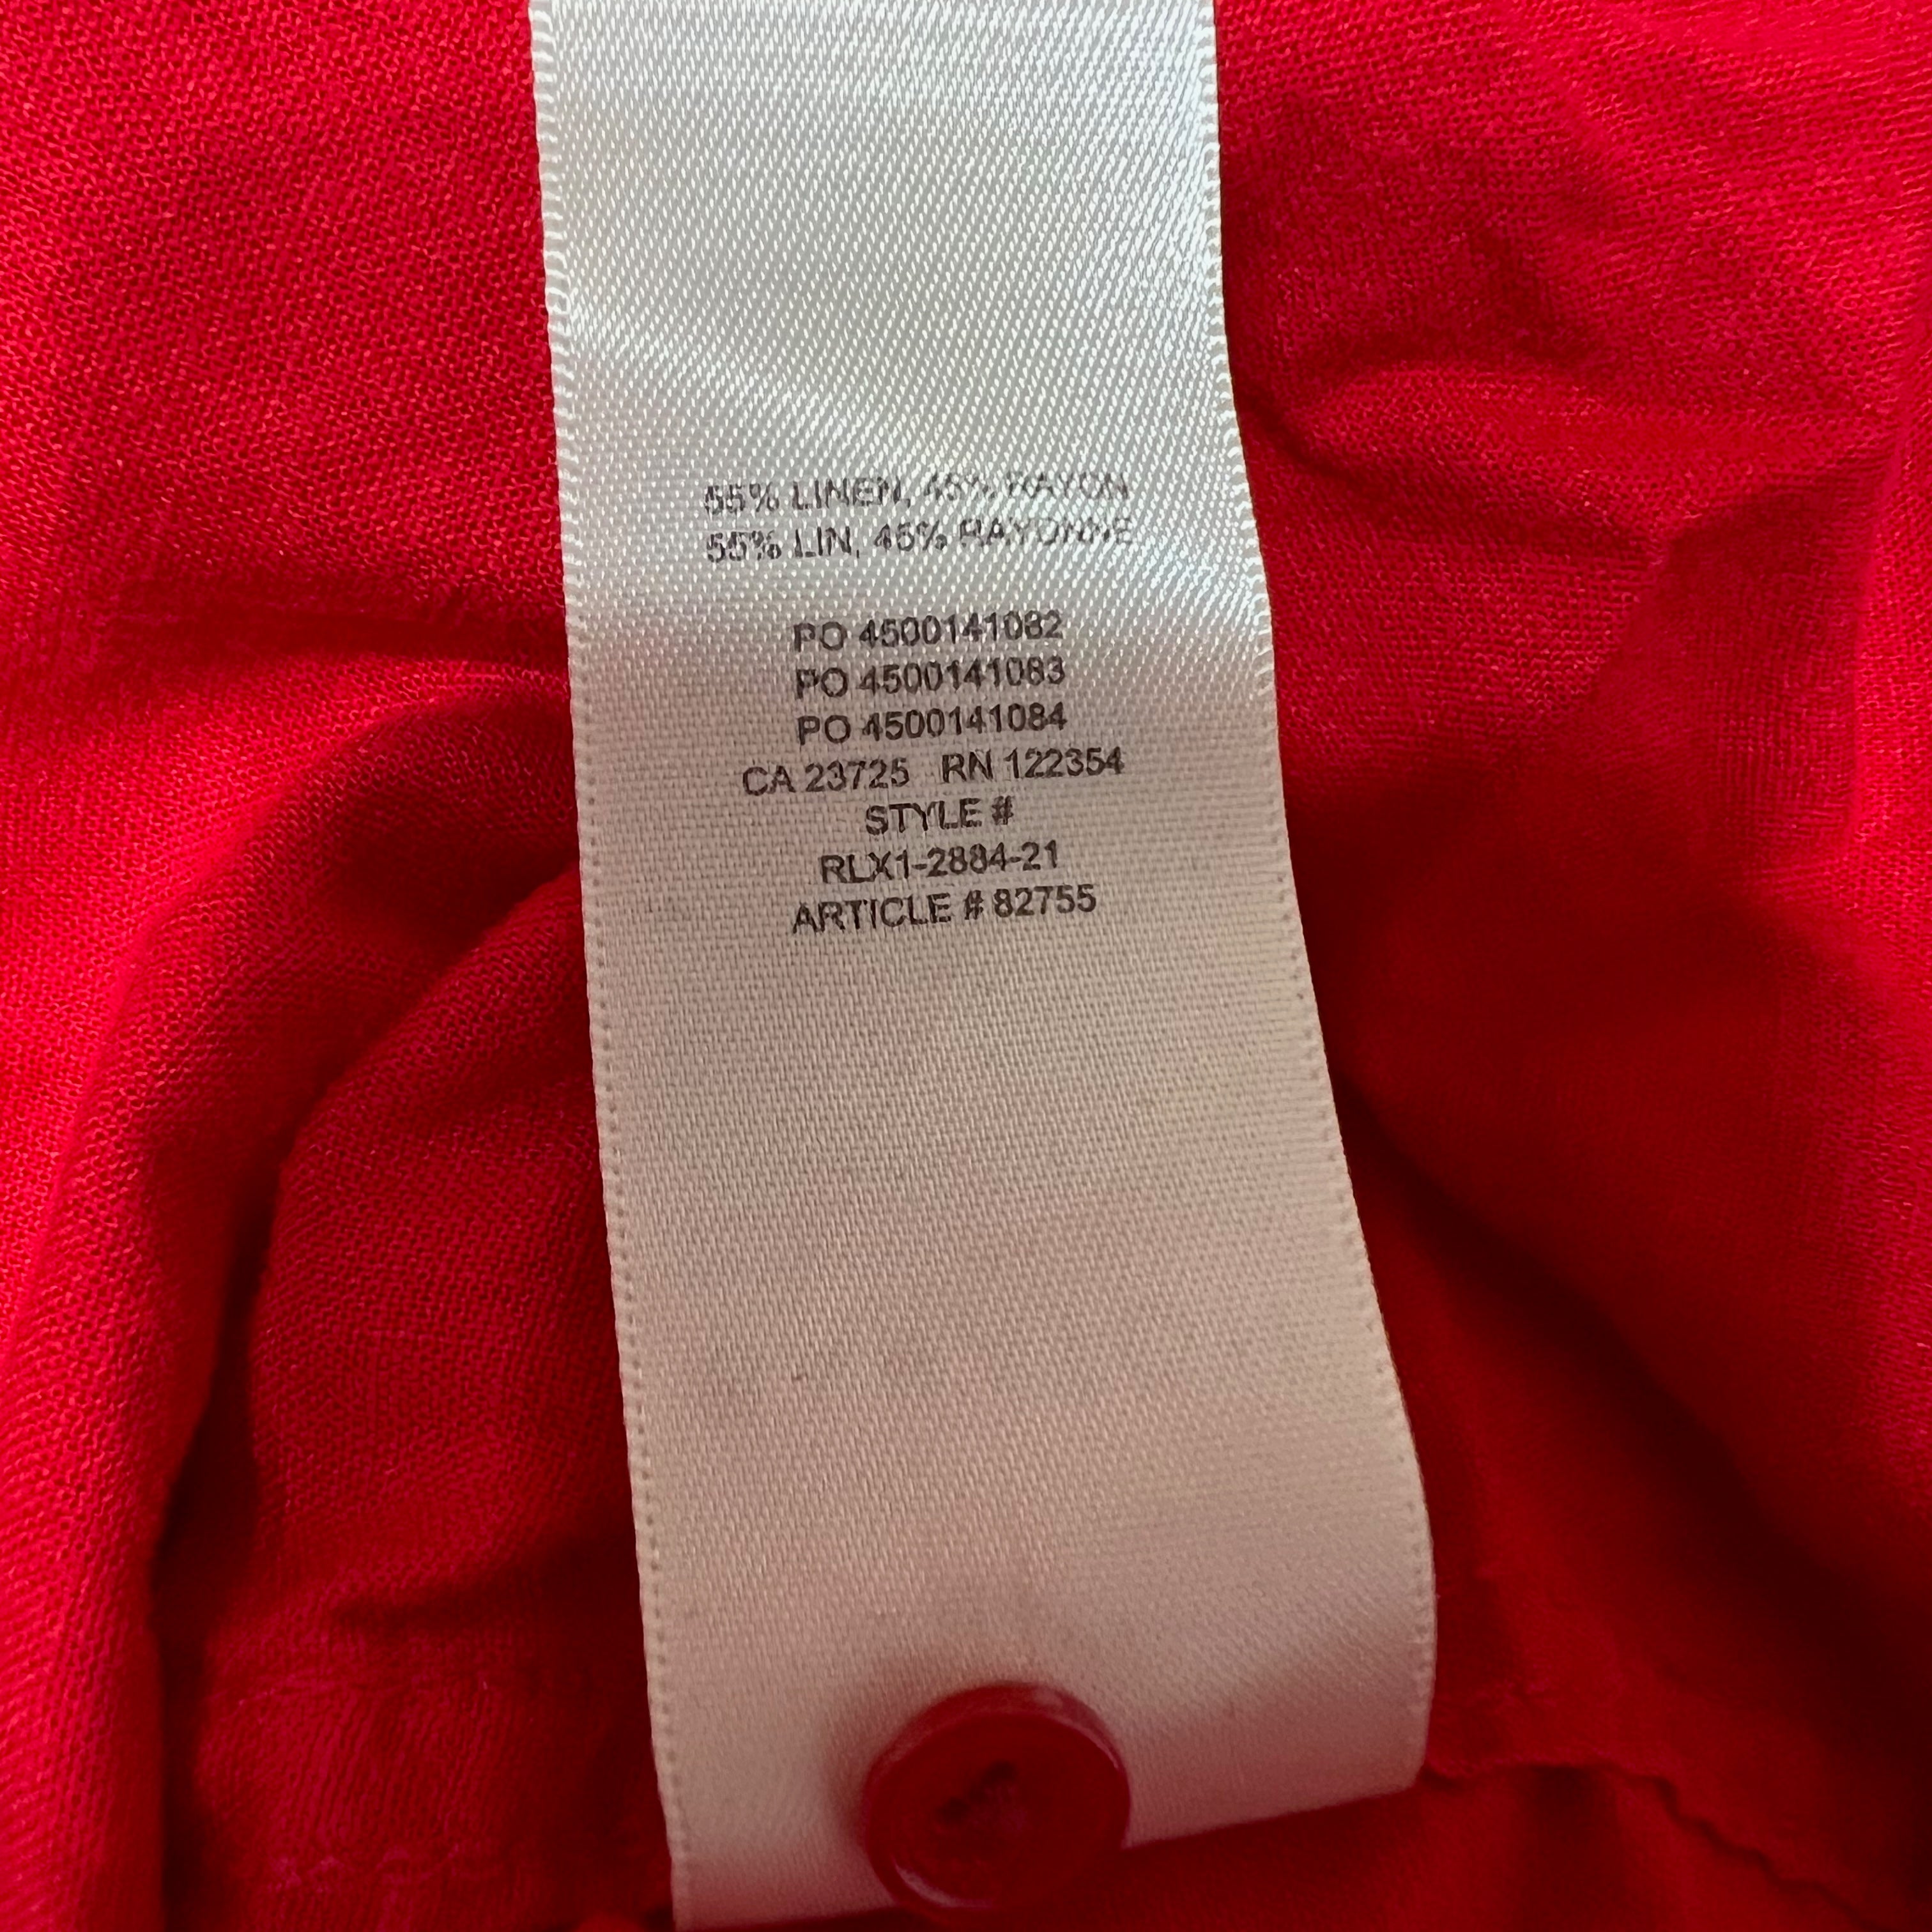 55% LINEN, 45% RAYON
55% LIN, 45% RAYONNE
PO 4500141082
PO 4500141083
PO 4500141084
CA 23725 RN 122354
STYLE #
RLX1-2884-21
ARTICLE # 82755